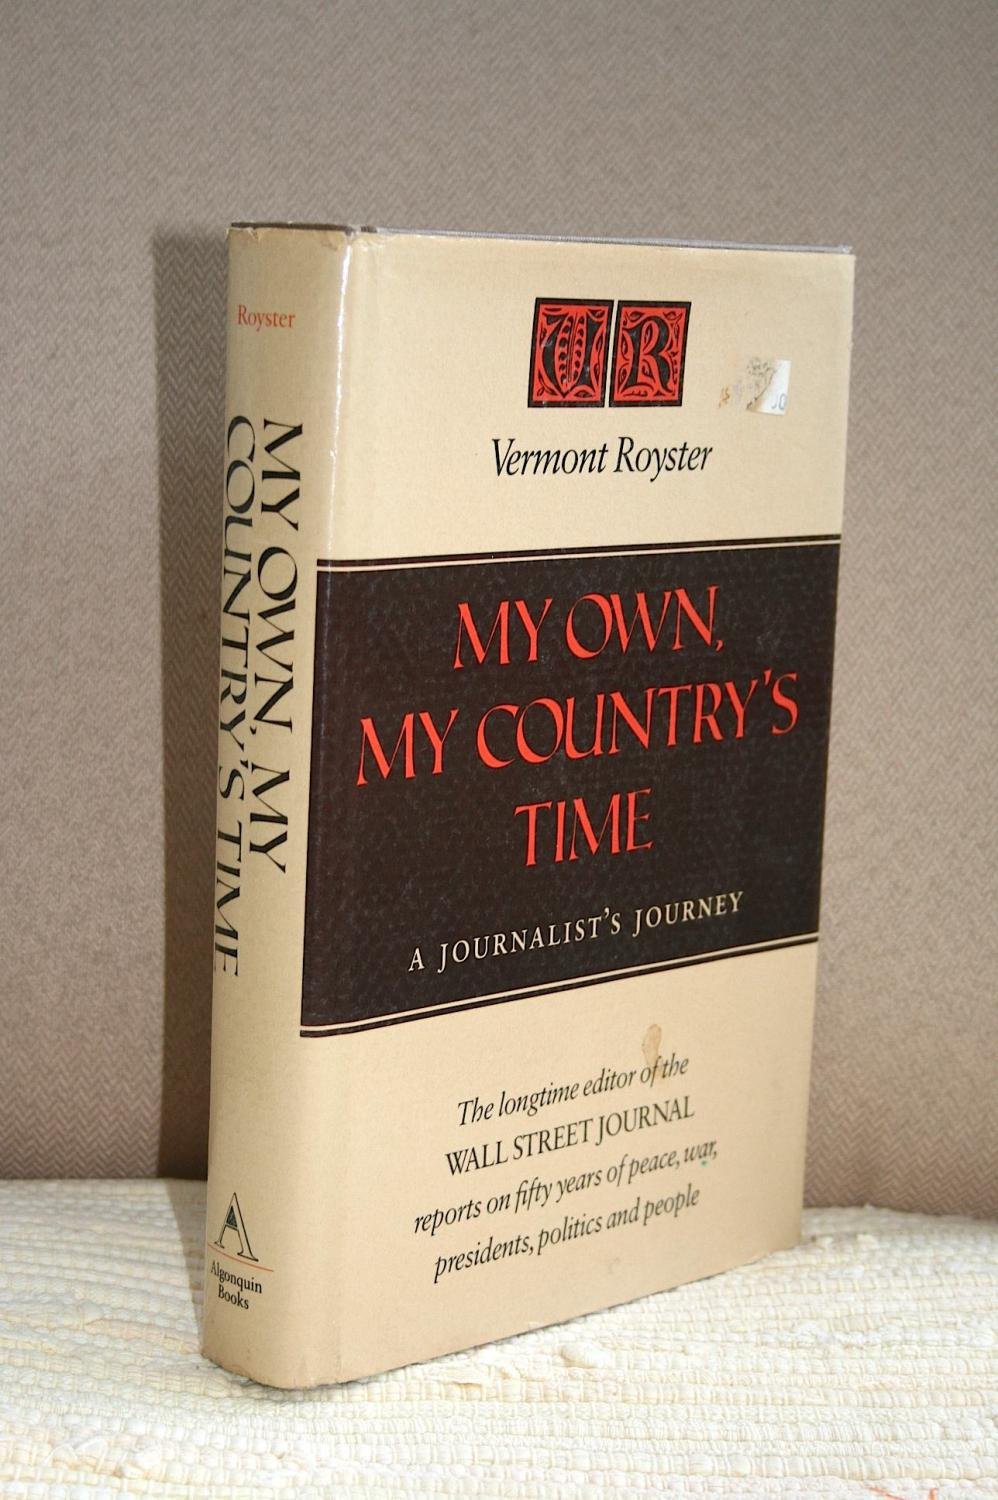 Royster
MY OWN, MY
COUNTRY'S TIME
A
Algonquin
Books
VR
Vermont Royster
MY OWN,
MY COUNTRY'S
TIME
A JOURNALIST'S JOURNEY
The longtime editor of the
WALL STREET JOURNAL
reports on fifty years of peace, war,
presidents, politics and people